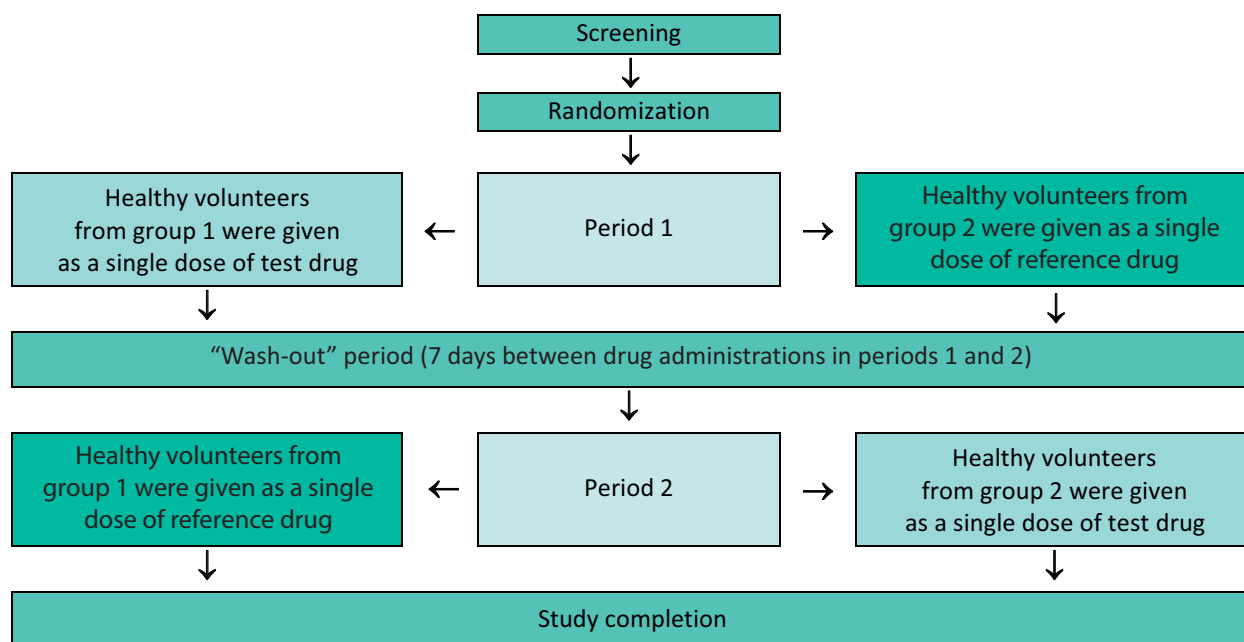 Screening
Randomization
Healthy volunteers
from group 1 were given
as a single dose of test drug
Period 1
Healthy volunteers from
group 2 were given as a single
dose of reference drug
“Wash-out” period (7 days between drug administrations in periods 1 and 2)
Healthy volunteers from
group 1 were given as a single
dose of reference drug
Period 2
Healthy volunteers
from group 2 were given
as a single dose of test drug
Study completion